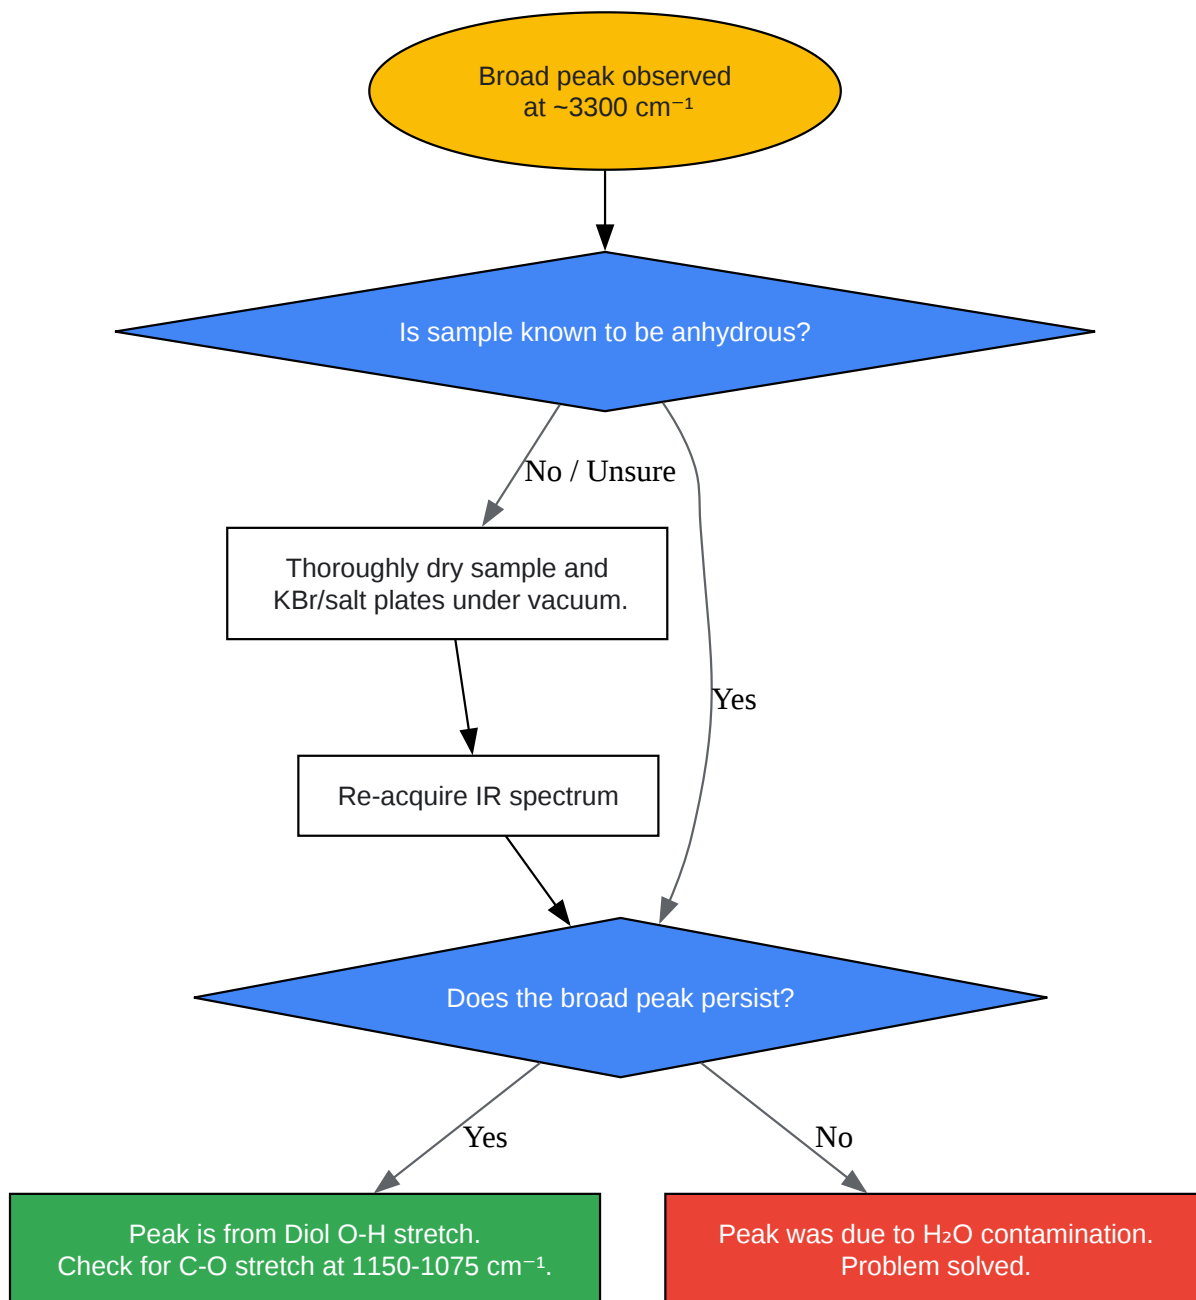 Broad peak observed
at ~3300 cm⁻¹
Is sample known to be anhydrous?
No / Unsure
Thoroughly dry sample and
KBr/salt plates under vacuum.
Yes
Re-acquire IR spectrum
Does the broad peak persist?
Yes
No
Peak is from Diol O-H stretch.
Check for C-O stretch at 1150-1075 cm⁻¹.
Peak was due to H₂O contamination.
Problem solved.